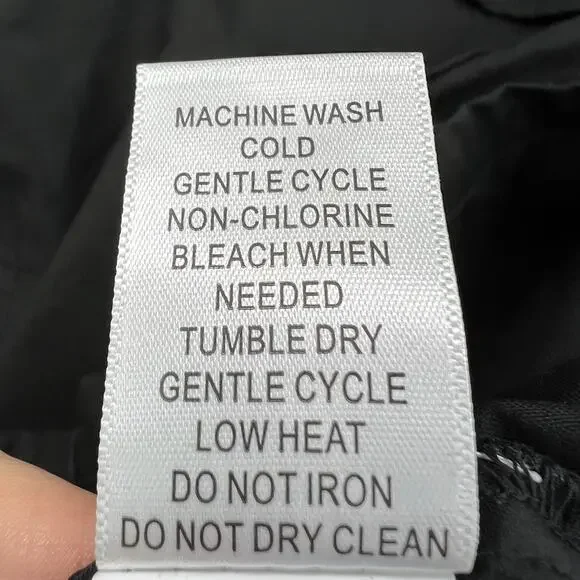 MACHINE WASH
COLD
GENTLE CYCLE
NON-CHLORINE
BLEACH WHEN
NEEDED
TUMBLE DRY
GENTLE CYCLE
LOW HEAT
DO NOT IRON
DO NOT DRY CLEAN